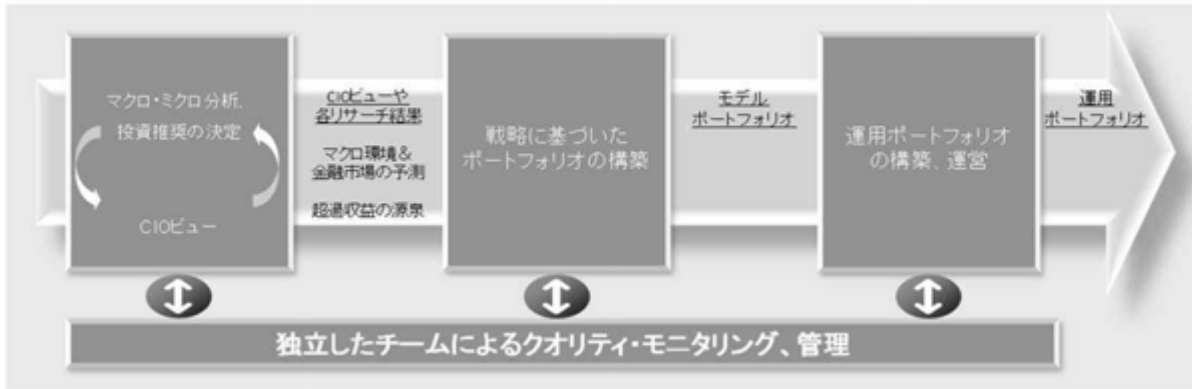 マクロ・ミクロ分析、
投資推奨の決定
CIOビュー
CIOビューや
各リサーチ結果
マクロ環境＆
金融市場の予測
超過収益の源泉
戦略に基づいた
ポートフォリオの構築
モデル
ポートフォリオ
運用ポートフォリオ
の構築、運営
運用
ポートフォリオ
独立したチームによるクオリティ・モニタリング、管理